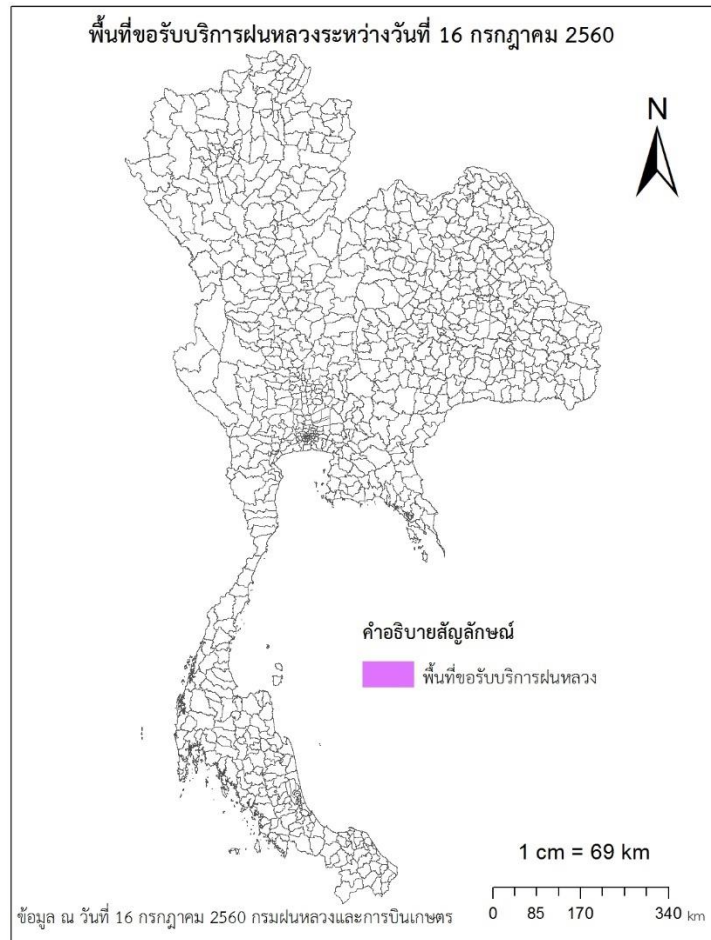 พื้นที่ขอรับบริการฝนหลวงระหว่างวันที่ 16 กรกฎาคม 2560
N
คำอธิบายสัญลักษณ์
พื้นที่ขอรับบริการฝนหลวง
1 cm = 69 km
0 85 170 340 km
ข้อมูล ณ วันที่ 16 กรกฎาคม 2560 กรมฝนหลวงและการบินเกษตร